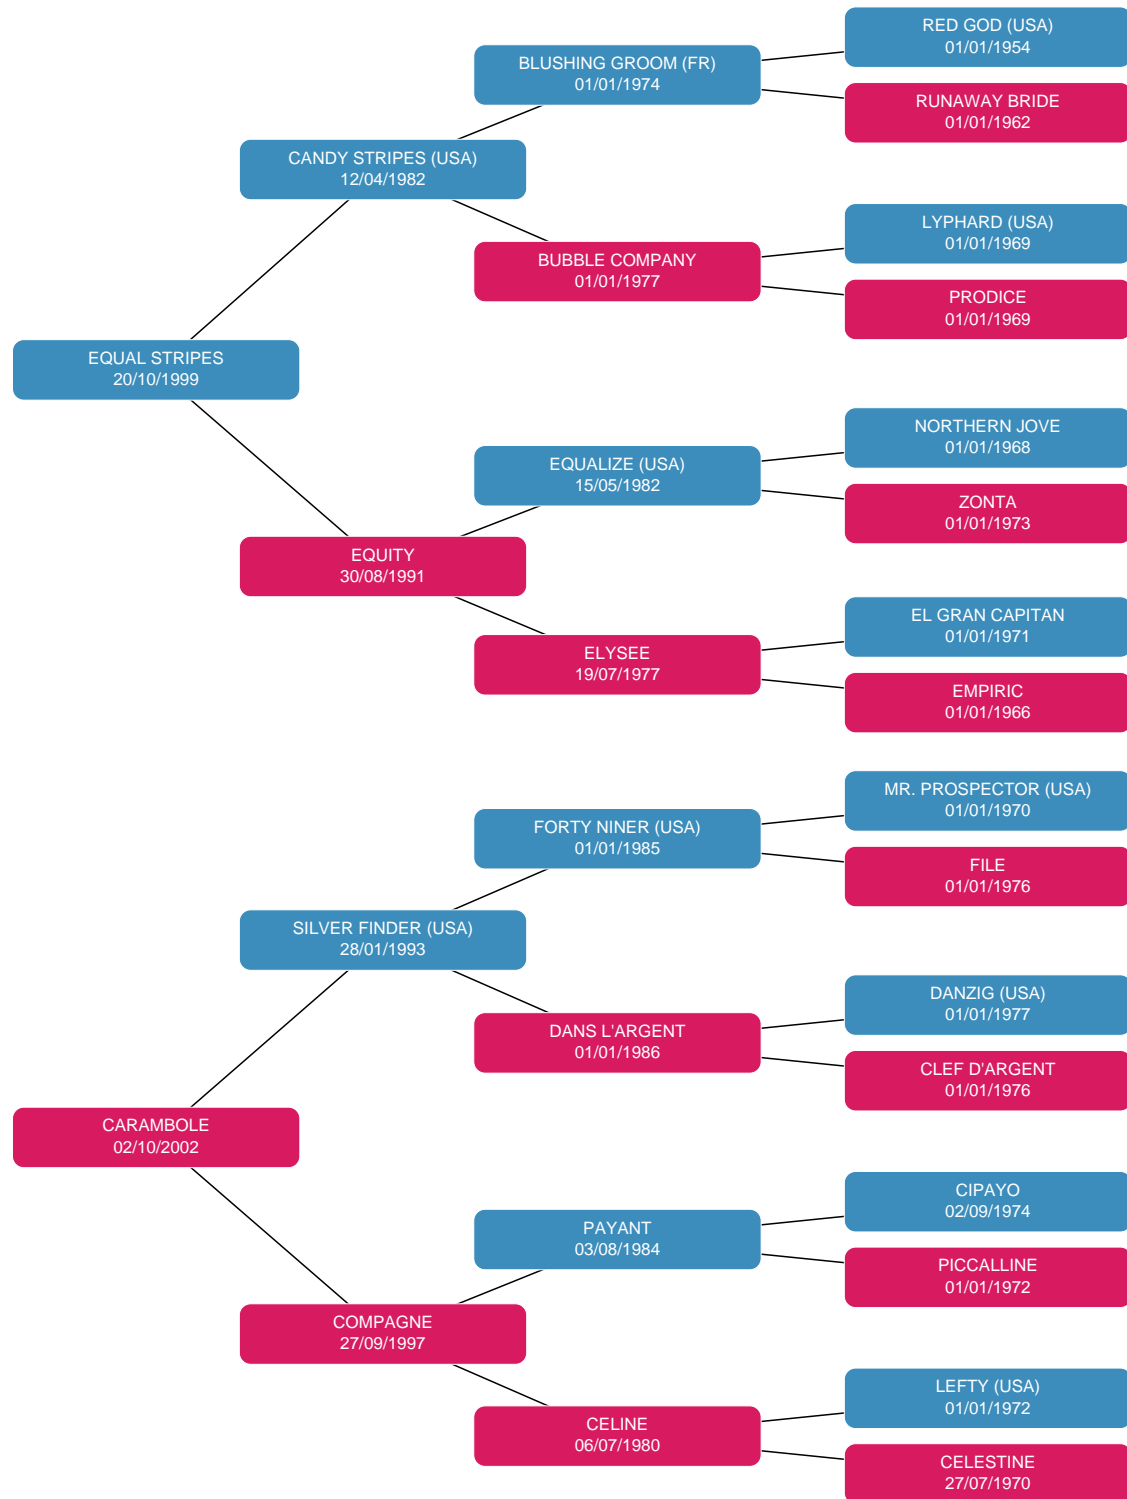 RED GOD (USA)
01/01/1954
BLUSHING GROOM (FR)
01/01/1974
RUNAWAY BRIDE
01/01/1962
CANDY STRIPES (USA)
12/04/1982
LYPHARD (USA)
01/01/1969
BUBBLE COMPANY
01/01/1977
PRODICE
01/01/1969
EQUAL STRIPES
20/10/1999
NORTHERN JOVE
01/01/1968
EQUALIZE (USA)
15/05/1982
ZONTA
01/01/1973
EQUITY
30/08/1991
EL GRAN CAPITAN
01/01/1971
ELYSEE
19/07/1977
EMPIRIC
01/01/1966
MR. PROSPECTOR (USA)
01/01/1970
FORTY NINER (USA)
01/01/1985
FILE
01/01/1976
SILVER FINDER (USA)
28/01/1993
DANZIG (USA)
01/01/1977
DANS L'ARGENT
01/01/1986
CLEF D'ARGENT
01/01/1976
CARAMBOLE
02/10/2002
CIPAYO
02/09/1974
PAYANT
03/08/1984
PICCALLINE
01/01/1972
COMPAGNE
27/09/1997
LEFTY (USA)
01/01/1972
CELINE
06/07/1980
CELESTINE
27/07/1970